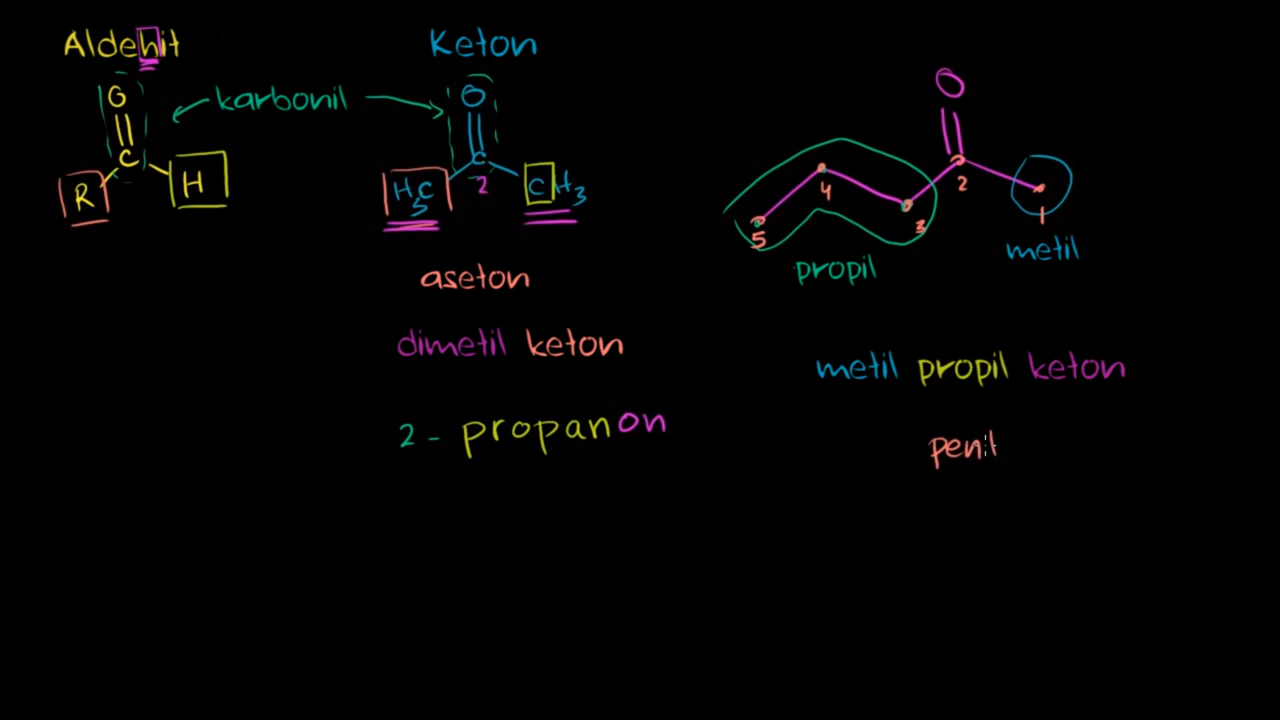 Aldehit
Keton
karbonil
O
O
O
C
C
R
H
H₃C
2
CH₃
5
4
3
2
1
propil
metil
aseton
dimetil keton
metil propil keton
2- propanon
pent